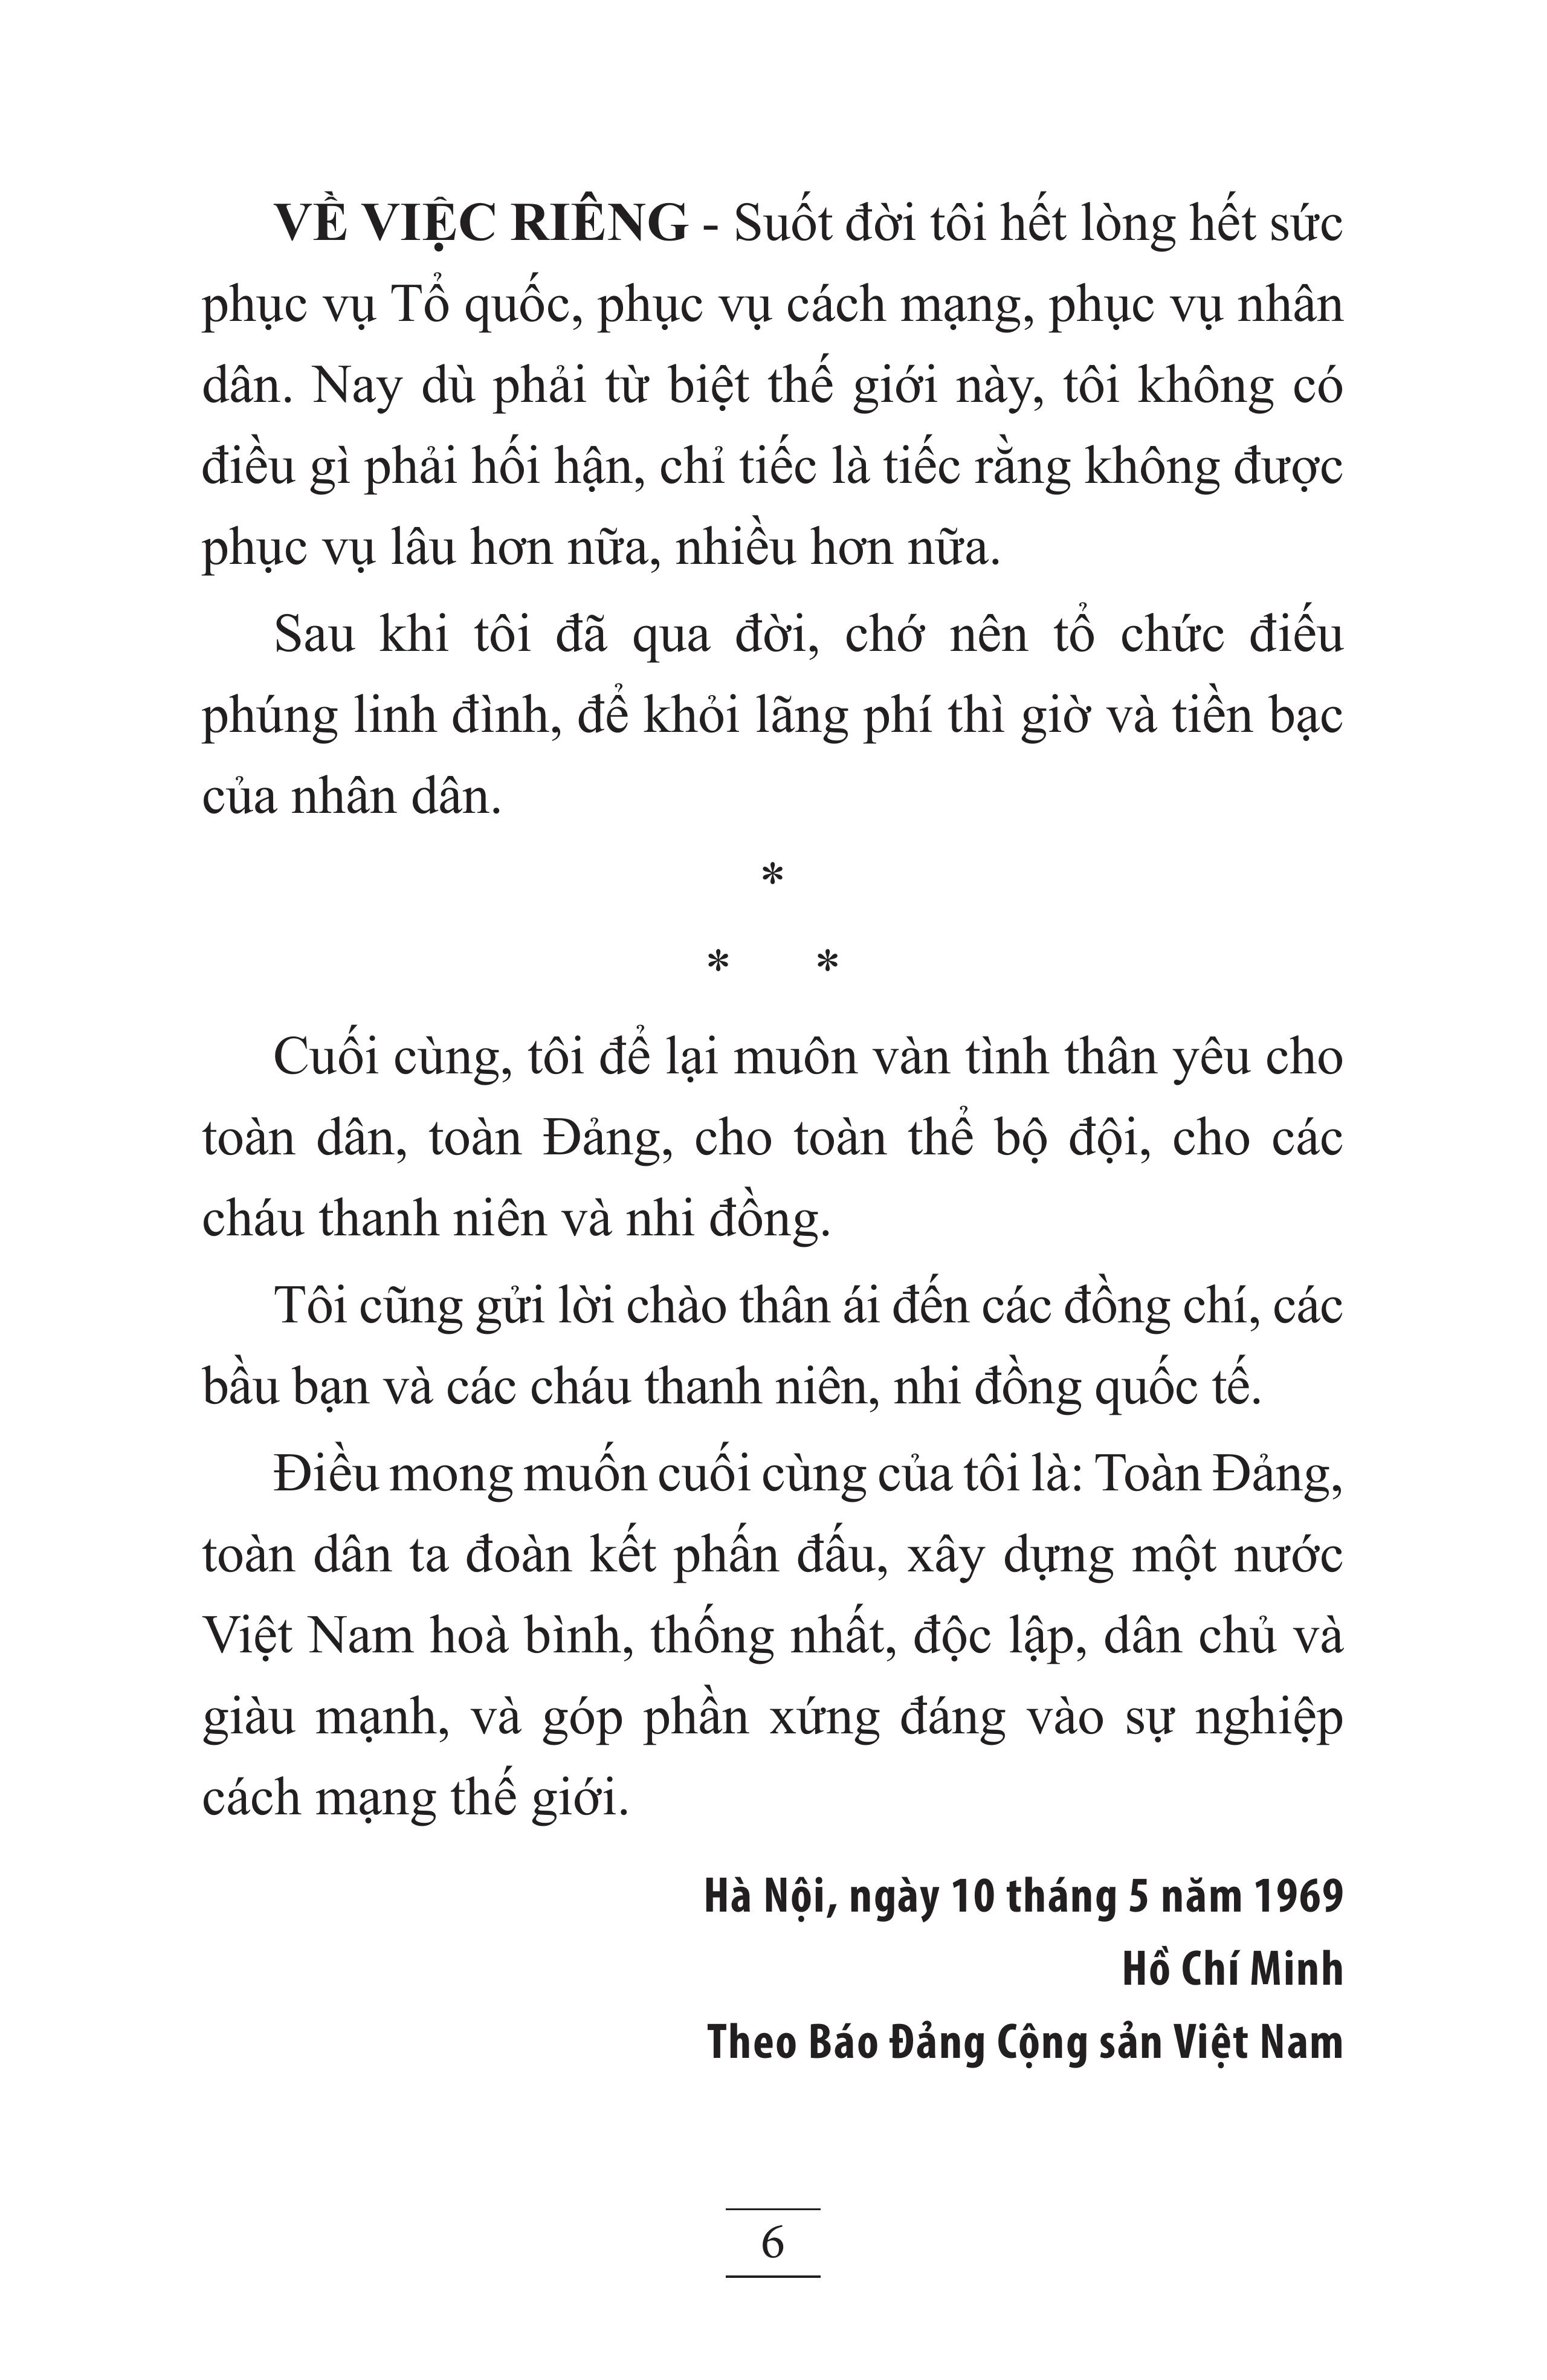 VỀ VIỆC RIÊNG - Suốt đời tôi hết lòng hết sức
phục vụ Tổ quốc, phục vụ cách mạng, phục vụ nhân
dân. Nay dù phải từ biệt thế giới này, tôi không có
điều gì phải hối hận, chỉ tiếc là tiếc rằng không được
phục vụ lâu hơn nữa, nhiều hơn nữa.
Sau khi tôi đã qua đời, chớ nên tổ chức điếu
phúng linh đình, để khỏi lãng phí thì giờ và tiền bạc
của nhân dân.
*
* *
Cuối cùng, tôi để lại muôn vàn tình thân yêu cho
toàn dân, toàn Đảng, cho toàn thể bộ đội, cho các
cháu thanh niên và nhi đồng.
Tôi cũng gửi lời chào thân ái đến các đồng chí, các
bầu bạn và các cháu thanh niên, nhi đồng quốc tế.
Điều mong muốn cuối cùng của tôi là: Toàn Đảng,
toàn dân ta đoàn kết phấn đấu, xây dựng một nước
Việt Nam hoà bình, thống nhất, độc lập, dân chủ và
giàu mạnh, và góp phần xứng đáng vào sự nghiệp
cách mạng thế giới.
Hà Nội, ngày 10 tháng 5 năm 1969
Hồ Chí Minh
Theo Báo Đảng Cộng sản Việt Nam
6